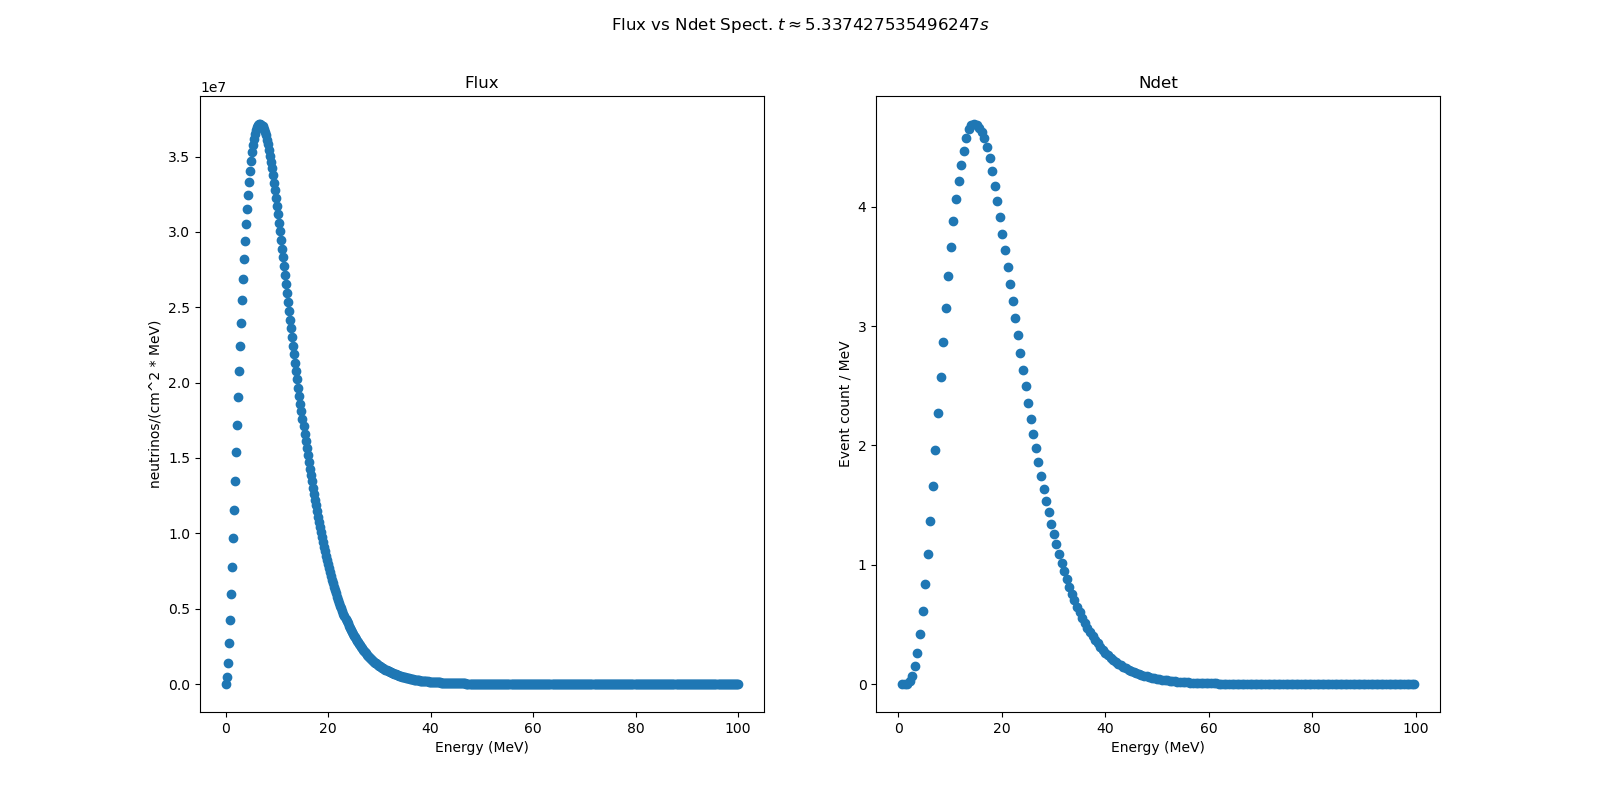 Flux vs Ndet Spect. t ≈ 5.337427535496247s
Flux
1e7
neutrinos/(cm^2 * MeV)
3.5
3.0
2.5
2.0
1.5
1.0
0.5
0.0
0 20 40 60 80 100
Energy (MeV)
Ndet
Event count / MeV
4
3
2
1
0
0 20 40 60 80 100
Energy (MeV)